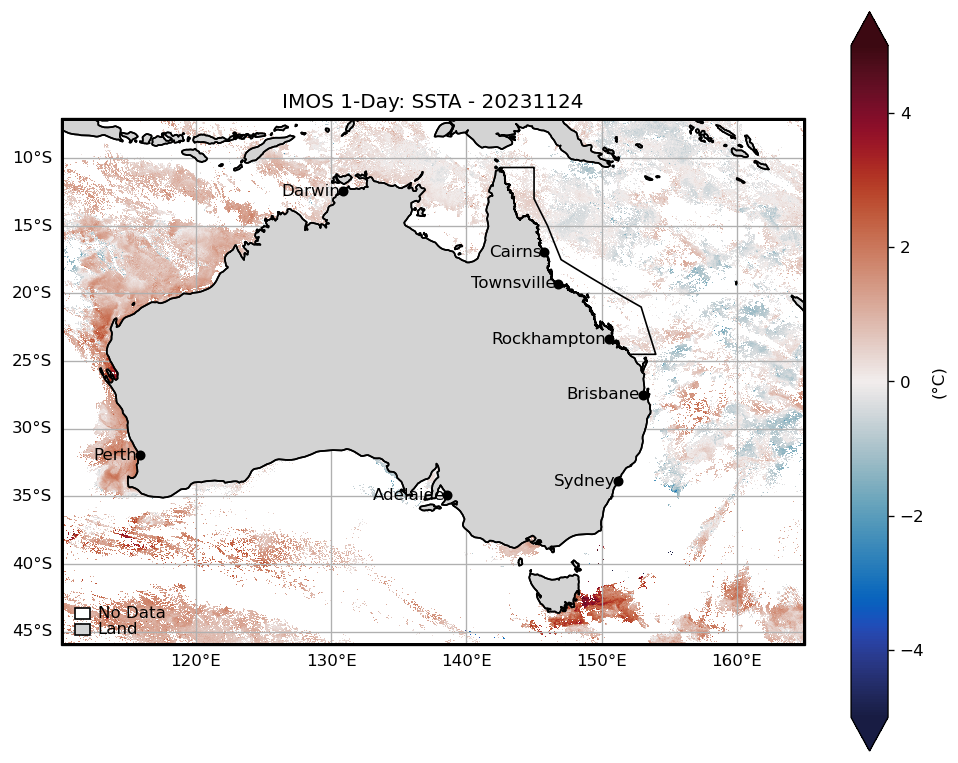 IMOS 1-Day: SSTA - 20231124
10°S
15°S
20°S
25°S
30°S
35°S
40°S
45°S
Darwin
Cairns
Townsville
Rockhampton
Brisbane
Perth
Sydney
Adelaide
No Data
Land
120°E
130°E
140°E
150°E
160°E
4
2
0
−2
−4
(°C)